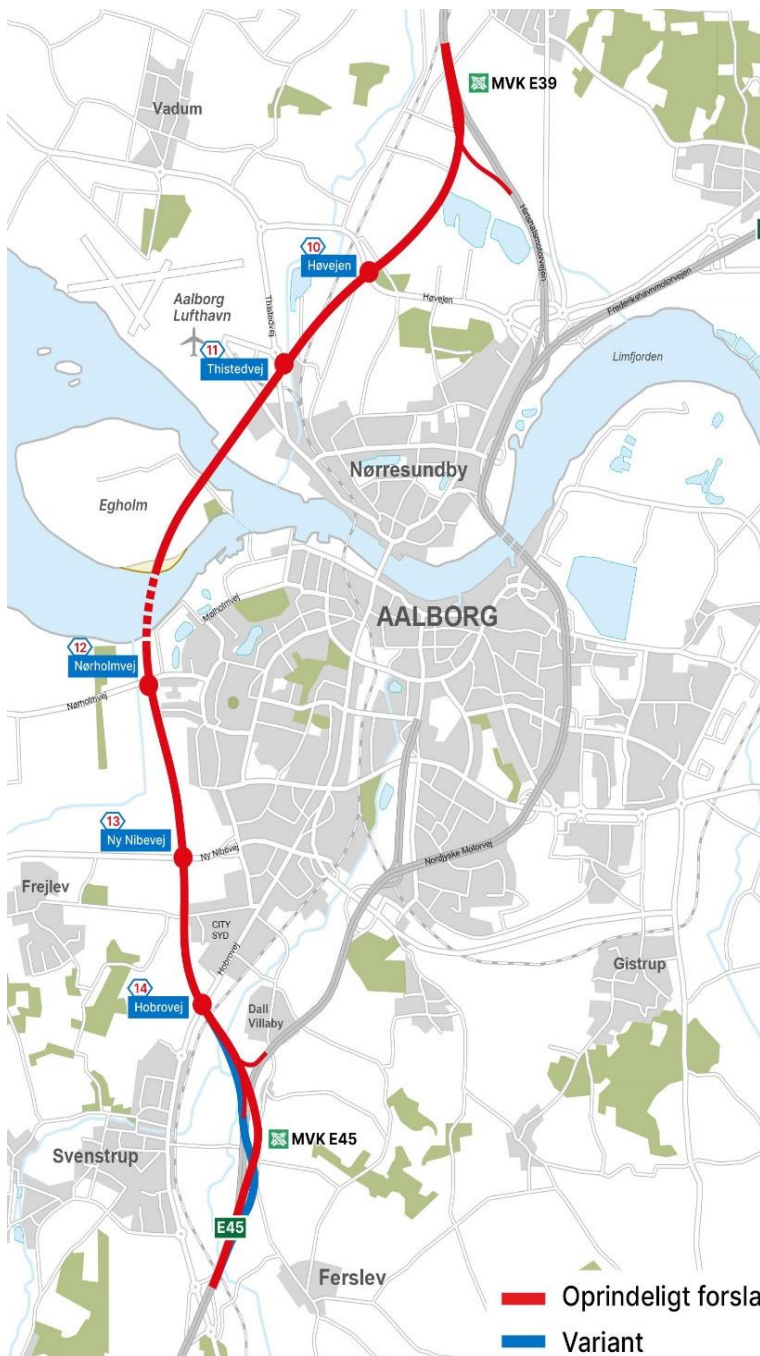 MVK E39
Vadum
Hirtshalsmotorvejen
10
Høvejen
Frederikshavnmotorvejen
Aalborg
Lufthavn
Thistedvej
Høvejen
11
Thistedvej
Limfjorden
Nørresundby
Egholm
AALBORG
Mølholmvej
12
Nørholmvej
Nørholmvej
13
Ny Nibevej
Ny Nibevej
Nordjyske Motorvej
Frejlev
CITY
SYD
Hobrovej
Gistrup
14
Hobrovej
Dall
Villaby
MVK E45
Svenstrup
E45
Ferslev
Oprindeligt forsla
Variant